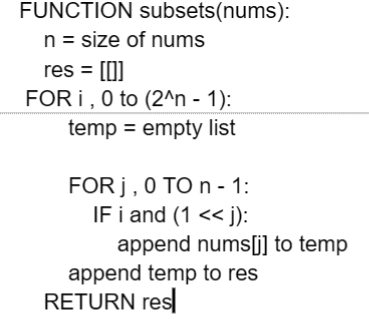 FUNCTION subsets(nums):
n = size of nums
res = [[]]
FOR i , 0 to (2^n - 1):
temp = empty list
FOR j , 0 TO n - 1:
IF i and (1 << j):
append nums[j] to temp
append temp to res
RETURN res